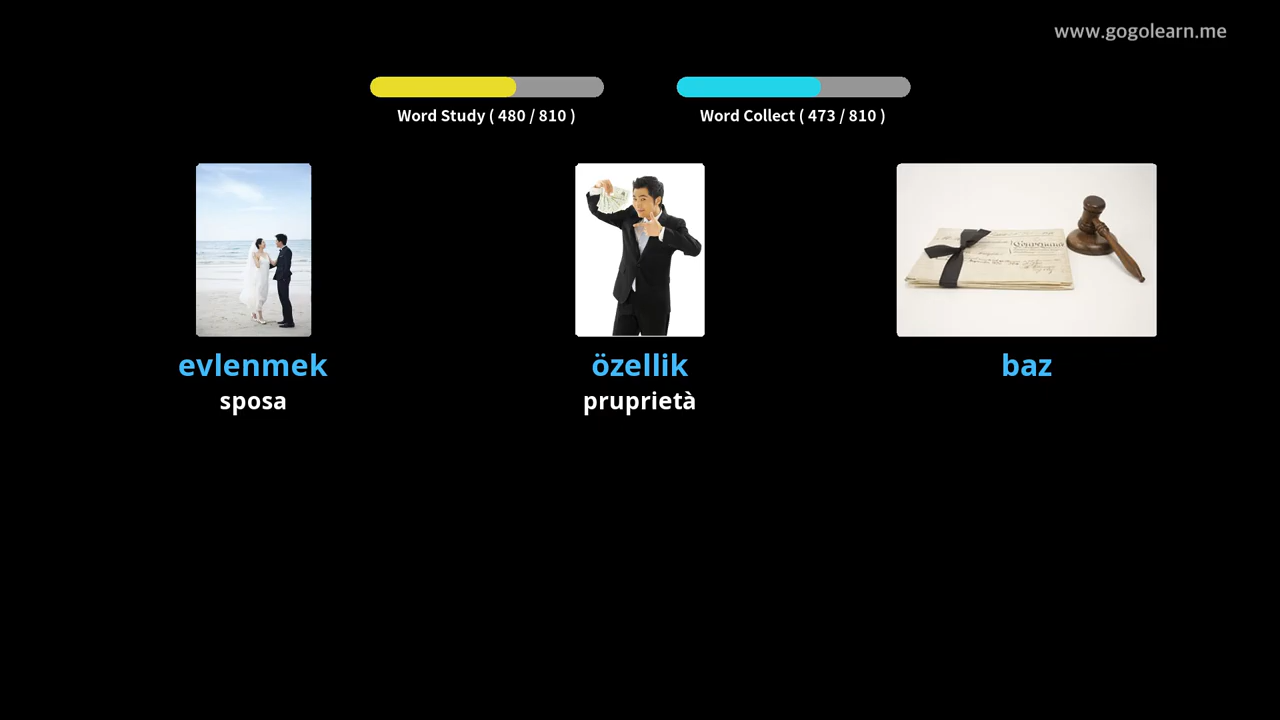 www.gogolearn.me
Word Study ( 480 / 810 )
Word Collect ( 473 / 810 )
evlenmek
sposa
özellik
pruprietà
baz